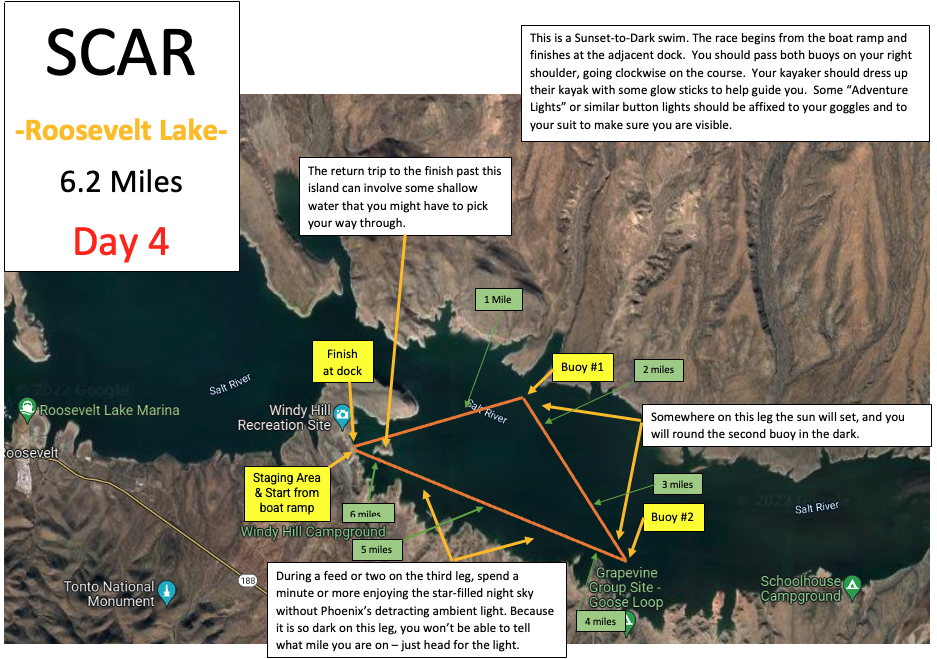 SCAR
-Roosevelt Lake-
6.2 Miles
Day 4
This is a Sunset-to-Dark swim. The race begins from the boat ramp and
finishes at the adjacent dock. You should pass both buoys on your right
shoulder, going clockwise on the course. Your kayaker should dress up
their kayak with some glow sticks to help guide you. Some “Adventure
Lights” or similar button lights should be affixed to your goggles and to
your suit to make sure you are visible.
The return trip to the finish past this
island can involve some shallow
water that you might have to pick
your way through.
1 Mile
Finish
at dock
Buoy #1
2 miles
Salt River
© 2022 Google
Roosevelt Lake Marina
Roosevelt
Windy Hill
Recreation Site
Salt River
Somewhere on this leg the sun will set, and you
will round the second buoy in the dark.
Staging Area
& Start from
boat ramp
3 miles
© 2022 Google
Salt River
6 miles
Buoy #2
Windy Hill Campground
5 miles
188
Tonto National
Monument
During a feed or two on the third leg, spend a
minute or more enjoying the star-filled night sky
without Phoenix’s detracting ambient light. Because
it is so dark on this leg, you won’t be able to tell
what mile you are on – just head for the light.
Grapevine
Group Site -
Goose Loop
4 miles
Schoolhouse
Campground